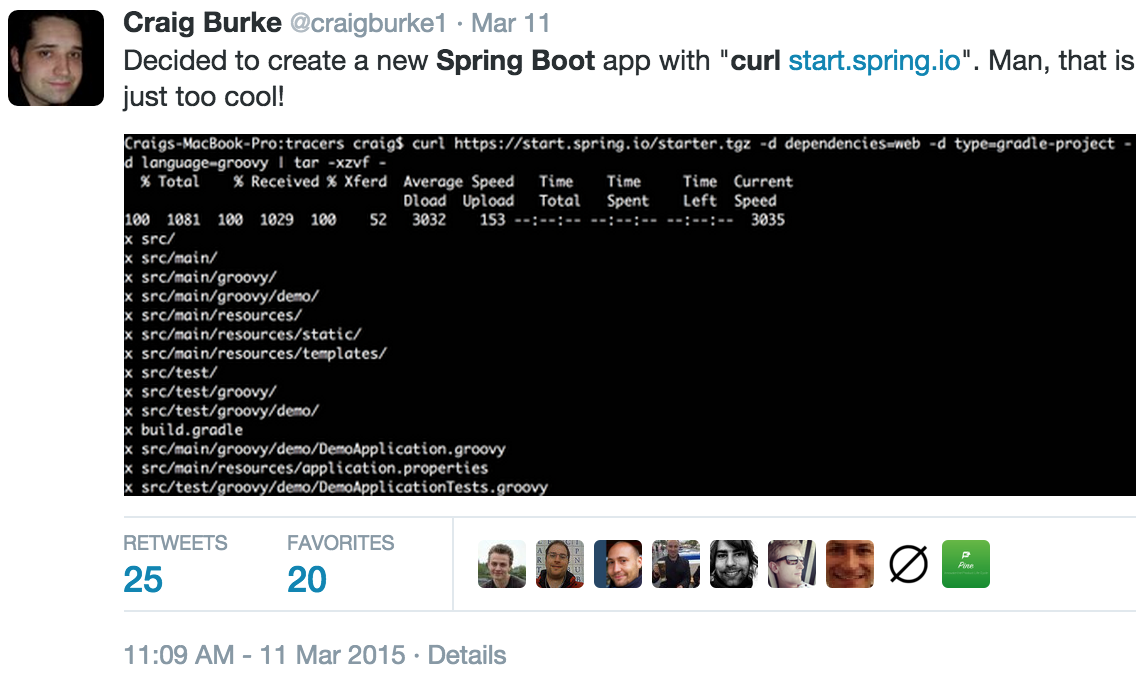 Craig Burke @craigburke1 · Mar 11
Decided to create a new Spring Boot app with "curl start.spring.io". Man, that is
just too cool!
Craigs-MacBook-Pro:tracers craig$ curl https://start.spring.io/starter.tgz -d dependencies=web -d type=gradle-project -
d language=groovy | tar -xzvf -
% Total % Received % Xferd Average Speed Time Time Time Current
Dload Upload Total Spent Left Speed
100 1081 100 1029 100 52 3032 153 --:--:-- --:--:-- --:--:-- 3035
x src/
x src/main/
x src/main/groovy/
x src/main/groovy/demo/
x src/main/resources/
x src/main/resources/static/
x src/main/resources/templates/
x src/test/
x src/test/groovy/
x src/test/groovy/demo/
x build.gradle
x src/main/groovy/demo/DemoApplication.groovy
x src/main/resources/application.properties
x src/test/groovy/demo/DemoApplicationTests.groovy
RETWEETS FAVORITES
25 20
Pine
11:09 AM - 11 Mar 2015 · Details